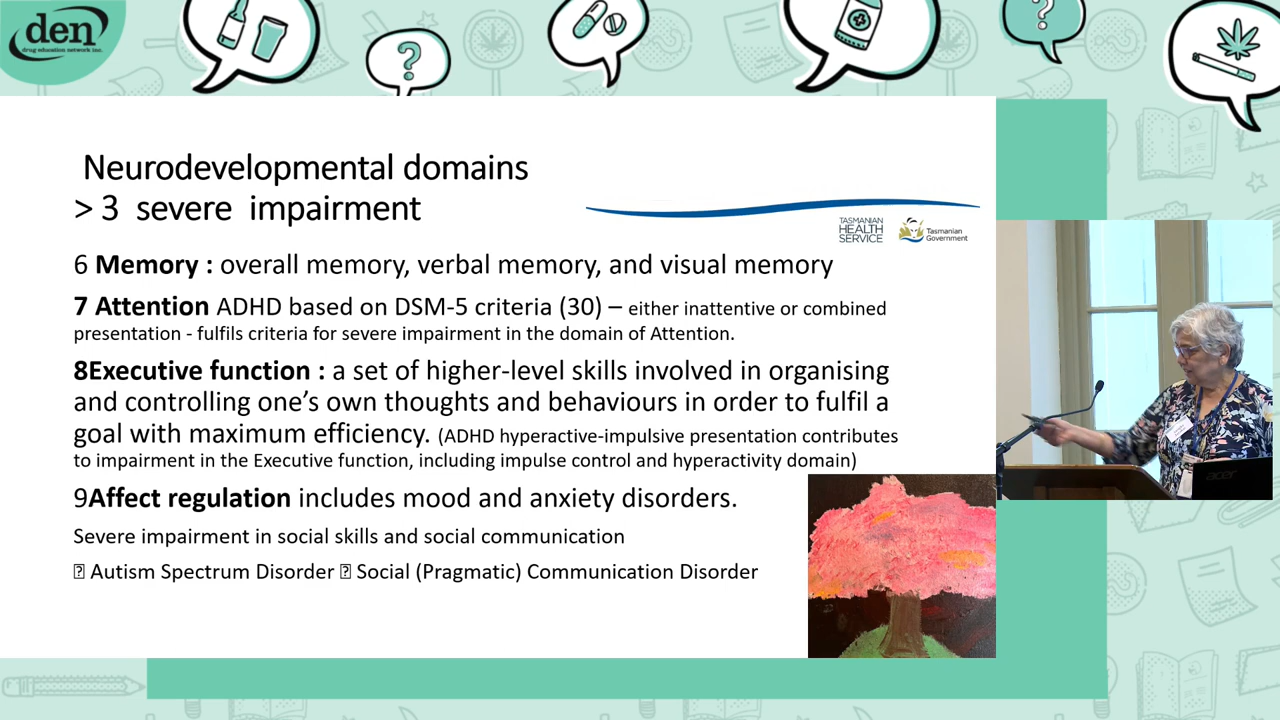 den
drug education network inc.
Neurodevelopmental domains
> 3 severe impairment
TASMANIAN
HEALTH
SERVICE
Tasmanian
Government
6 Memory : overall memory, verbal memory, and visual memory
7 Attention ADHD based on DSM-5 criteria (30) – either inattentive or combined
presentation - fulfils criteria for severe impairment in the domain of Attention.
8Executive function : a set of higher-level skills involved in organising
and controlling one’s own thoughts and behaviours in order to fulfil a
goal with maximum efficiency. (ADHD hyperactive-impulsive presentation contributes
to impairment in the Executive function, including impulse control and hyperactivity domain)
9Affect regulation includes mood and anxiety disorders.
Severe impairment in social skills and social communication
⍰ Autism Spectrum Disorder ⍰ Social (Pragmatic) Communication Disorder
acer